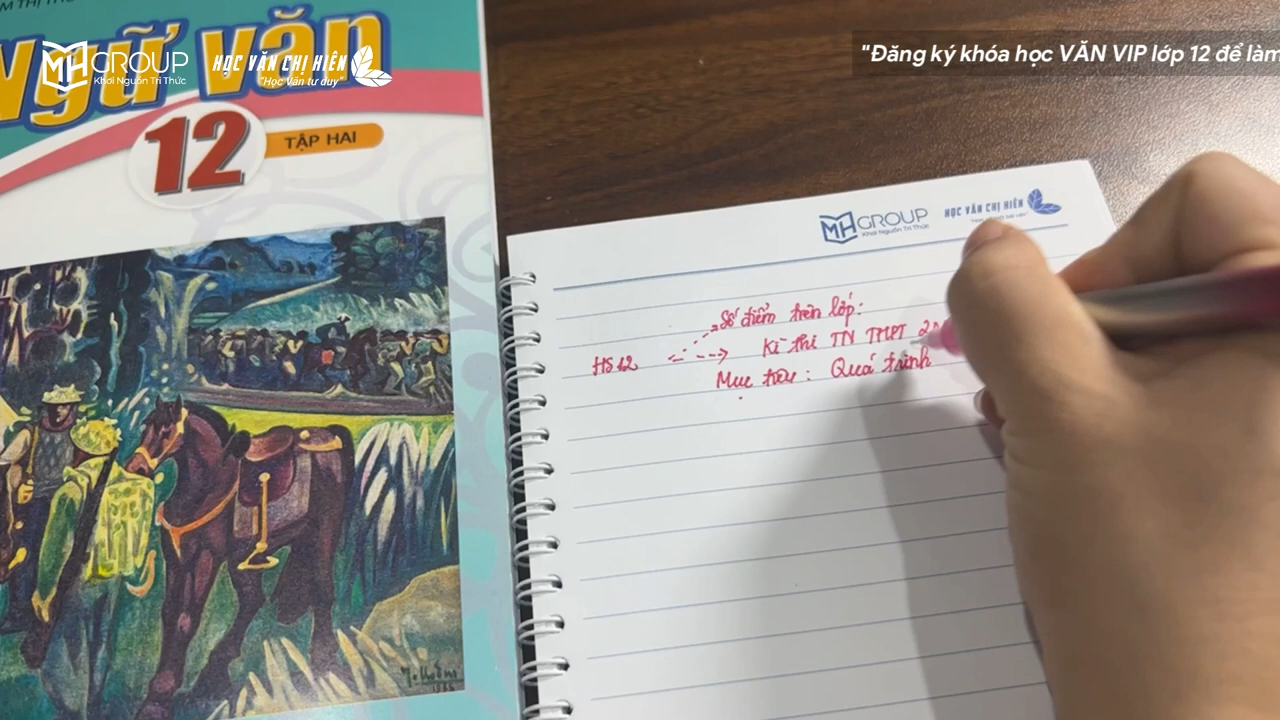 Ngữ văn
12
TẬP HAI
MH GROUP
Khơi Nguồn Tri Thức
HỌC VĂN CHỊ HIÊN
"Học Văn tư duy"
"Đăng ký khóa học VĂN VIP lớp 12 để làm
MH GROUP
Khơi Nguồn Tri Thức
HỌC VĂN CHỊ HIÊN
Số điểm trên lớp:
HS 12
Kì thi TN THPT
Mục tiêu: Quá trình